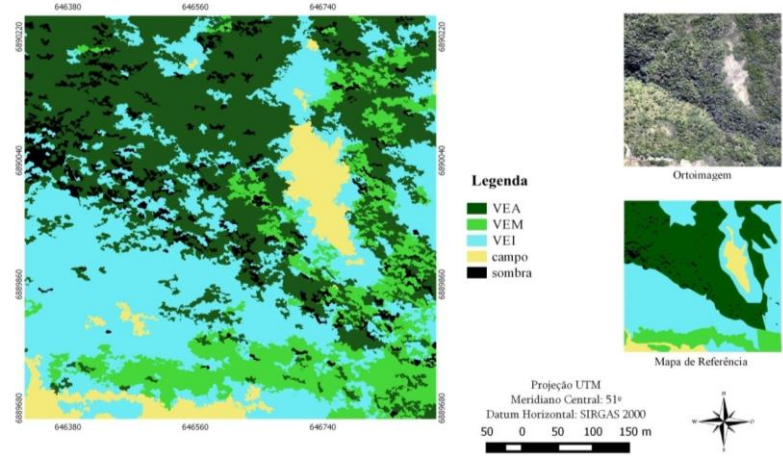 646380 646560 646740
6890220
6890040
6889860
6889680
6890220
6890040
6889860
6889680
646380 646560 646740
Legenda
VEA
VEM
VEI
campo
sombra
Ortoimagem
Mapa de Referência
Projeção UTM
Meridiano Central: 51º
Datum Horizontal: SIRGAS 2000
50 0 50 100 150 m